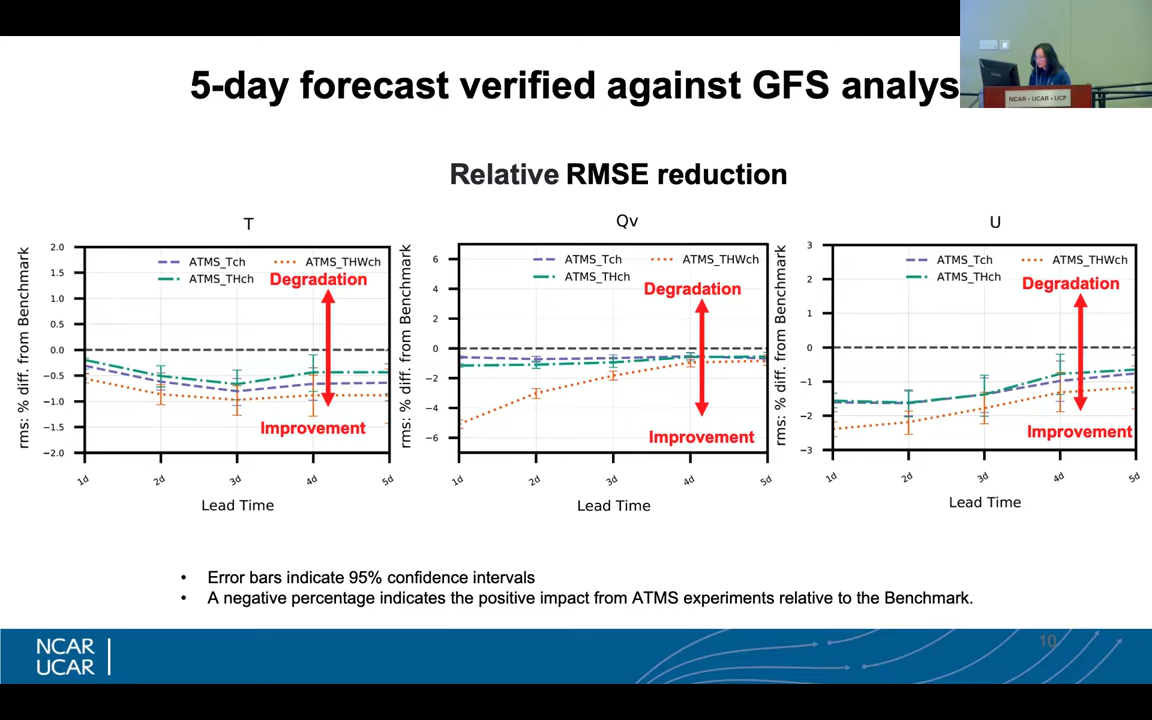 5-day forecast verified against GFS analys
NCAR • UCAR • UCP
Relative RMSE reduction
T
rms: % diff. from Benchmark
2.0
1.5
1.0
0.5
0.0
−0.5
−1.0
−1.5
−2.0
ATMS_Tch
ATMS_THch
ATMS_THWch
Degradation
Improvement
1d
2d
3d
4d
5d
Lead Time
Qv
rms: % diff. from Benchmark
6
4
2
0
−2
−4
−6
ATMS_Tch
ATMS_THch
ATMS_THWch
Degradation
Improvement
1d
2d
3d
4d
5d
Lead Time
U
rms: % diff. from Benchmark
3
2
1
0
−1
−2
−3
ATMS_Tch
ATMS_THch
ATMS_THWch
Degradation
Improvement
1d
2d
3d
4d
5d
Lead Time
• Error bars indicate 95% confidence intervals
• A negative percentage indicates the positive impact from ATMS experiments relative to the Benchmark.
NCAR
UCAR
10